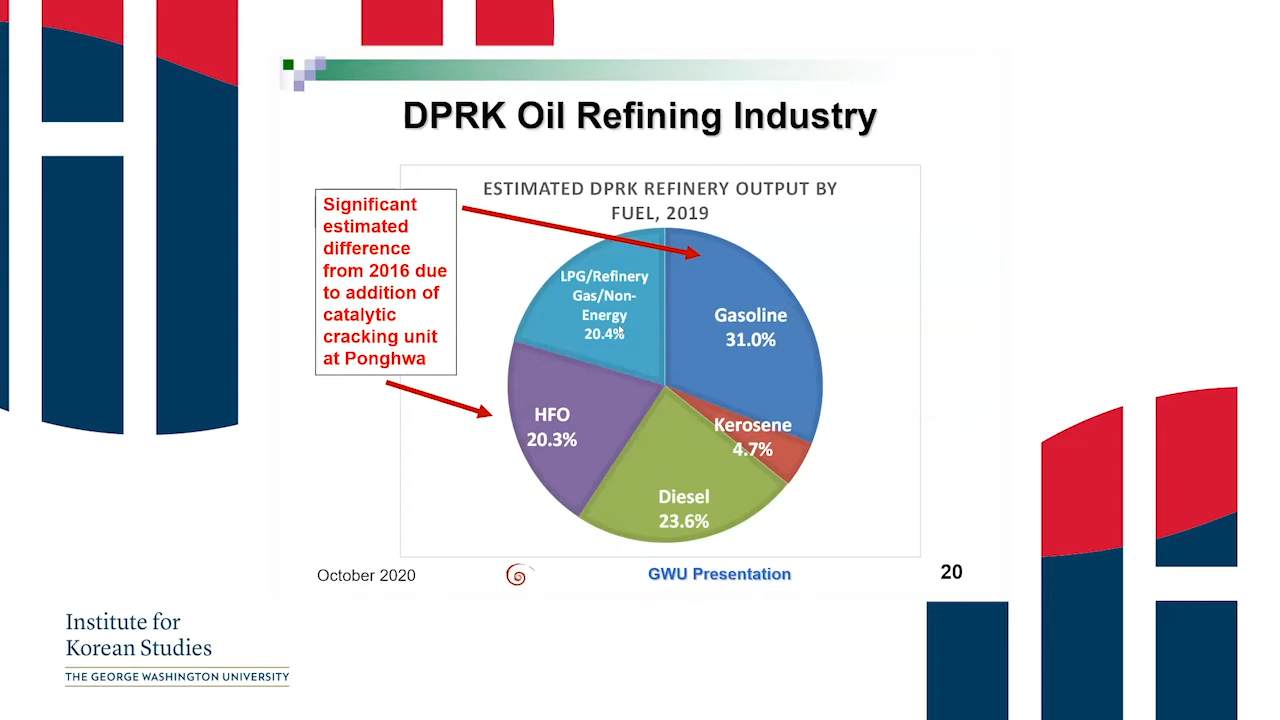 DPRK Oil Refining Industry
Significant
estimated
difference
from 2016 due
to addition of
catalytic
cracking unit
at Ponghwa
ESTIMATED DPRK REFINERY OUTPUT BY
FUEL, 2019
LPG/Refinery
Gas/Non-
Energy
20.4%
Gasoline
31.0%
HFO
20.3%
Kerosene
4.7%
Diesel
23.6%
October 2020
GWU Presentation
20
Institute for
Korean Studies
THE GEORGE WASHINGTON UNIVERSITY